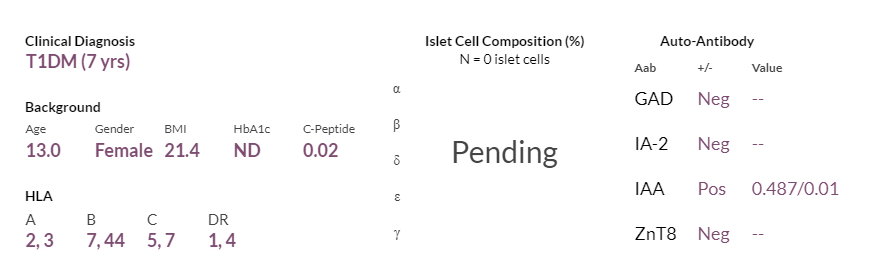 Clinical Diagnosis
T1DM (7 yrs)
Background
Age Gender BMI HbA1c C-Peptide
13.0 Female 21.4 ND 0.02
HLA
A B C DR
2, 3 7, 44 5, 7 1, 4
Islet Cell Composition (%)
N = 0 islet cells
α
β
δ
ε
γ
Pending
Auto-Antibody
Aab +/- Value
GAD Neg --
IA-2 Neg --
IAA Pos 0.487/0.01
ZnT8 Neg --